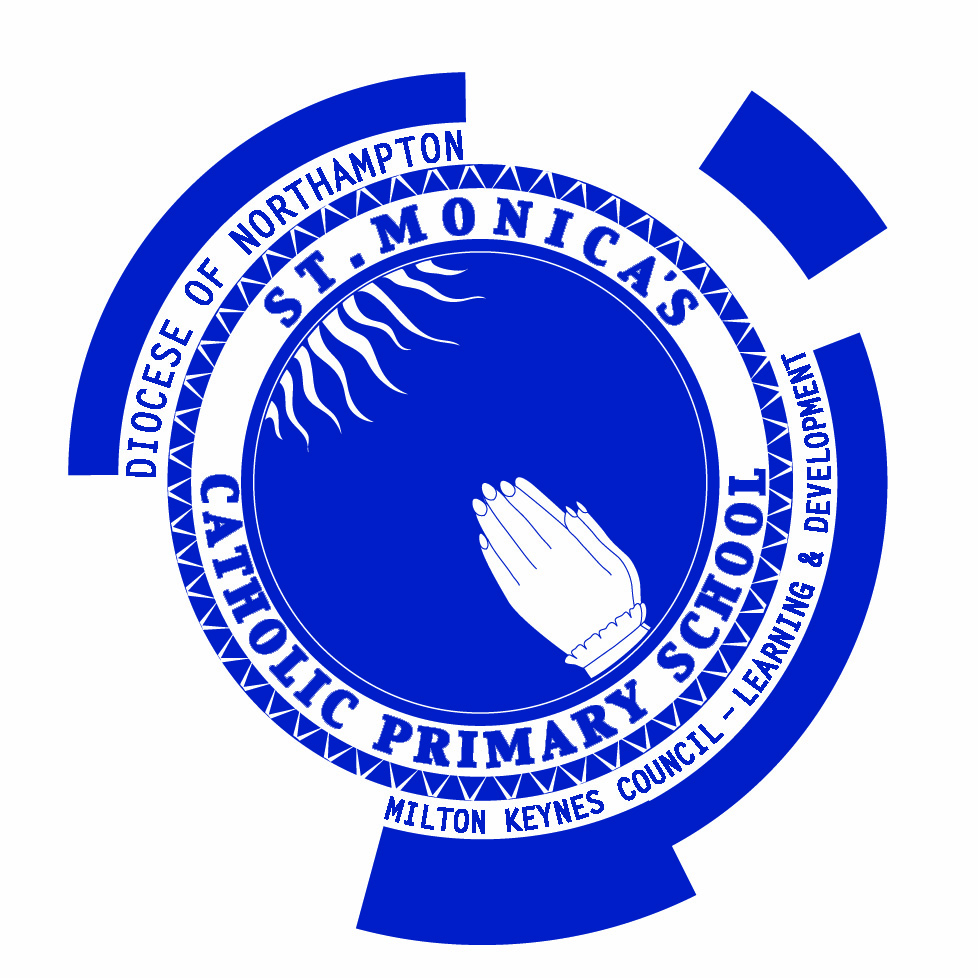 DIOCESE OF NORTHAMPTON
ST. MONICA'S
CATHOLIC PRIMARY SCHOOL
MILTON KEYNES COUNCIL - LEARNING & DEVELOPMENT